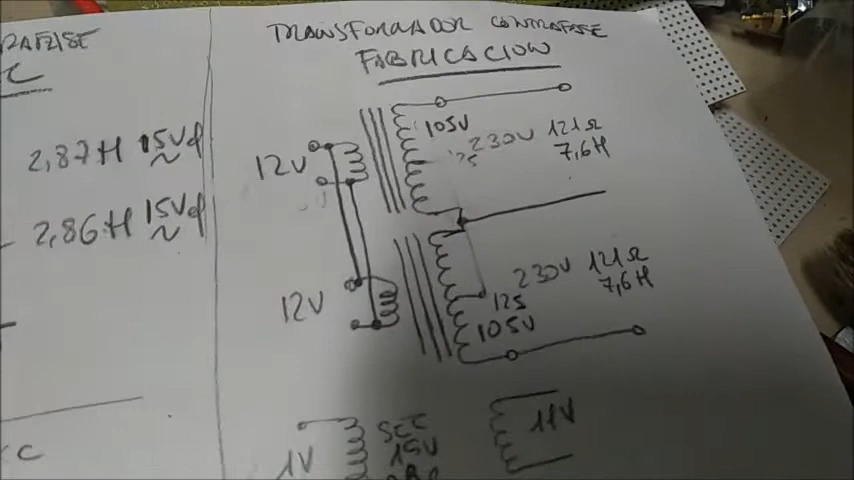 TRANSFORMADOR CONTRAFASE
FABRICACION
2,87H 15V
2,86H 15V
12V
105V
230V 121Ω
7,6H
12V
230V 121Ω
7,6H
125
105V
1V
SEC
15V
11V